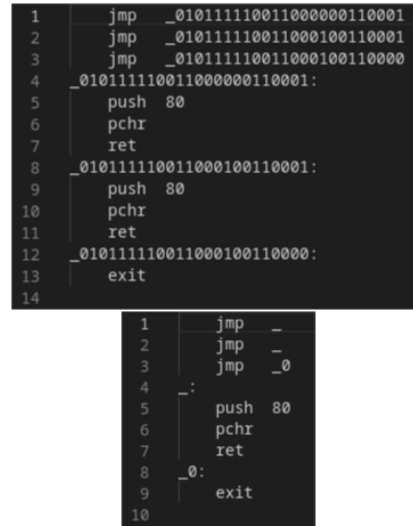 1 jmp _010111110011000000110001
2 jmp _010111110011000100110001
3 jmp _010111110011000100110000
4 _010111110011000000110001:
5 push 80
6 pchr
7 ret
8 _010111110011000100110001:
9 push 80
10 pchr
11 ret
12 _010111110011000100110000:
13 exit
14
1 jmp _
2 jmp _
3 jmp _0
4 _:
5 push 80
6 pchr
7 ret
8 _0:
9 exit
10